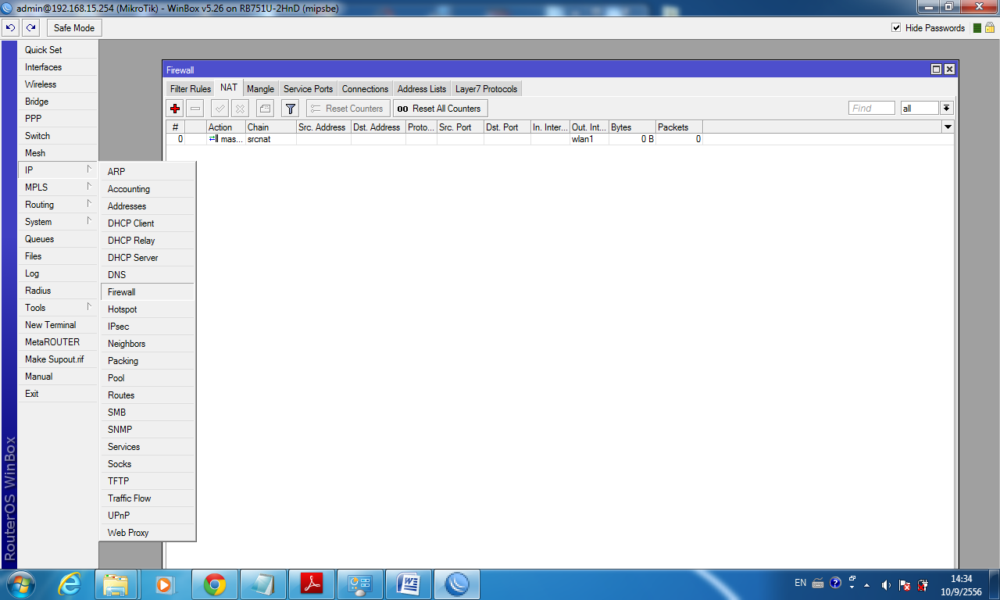 admin@192.168.15.254 (MikroTik) - WinBox v5.26 on RB751U-2HnD (mipsbe)
Safe Mode
Hide Passwords
Quick Set
Interfaces
Wireless
Bridge
PPP
Switch
Mesh
IP
MPLS
Routing
System
Queues
Files
Log
Radius
Tools
New Terminal
MetaROUTER
Make Supout.rif
Manual
Exit
RouterOS WinBox
ARP
Accounting
Addresses
DHCP Client
DHCP Relay
DHCP Server
DNS
Firewall
Hotspot
IPsec
Neighbors
Packing
Pool
Routes
SMB
SNMP
Services
Socks
TFTP
Traffic Flow
UPnP
Web Proxy
Firewall
Filter Rules NAT Mangle Service Ports Connections Address Lists Layer7 Protocols
Reset Counters 00 Reset All Counters Find all
# Action Chain Src. Address Dst. Address Proto... Src. Port Dst. Port In. Inter... Out. Int... Bytes Packets
0 mas... srcnat wlan1 0 B 0
EN 14:34
10/9/2556